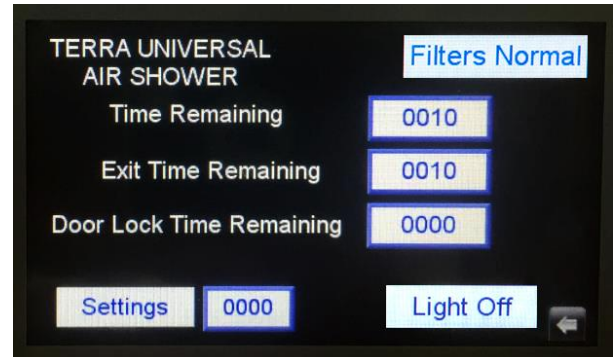 TERRA UNIVERSAL
AIR SHOWER
Filters Normal
Time Remaining 0010
Exit Time Remaining 0010
Door Lock Time Remaining 0000
Settings 0000 Light Off